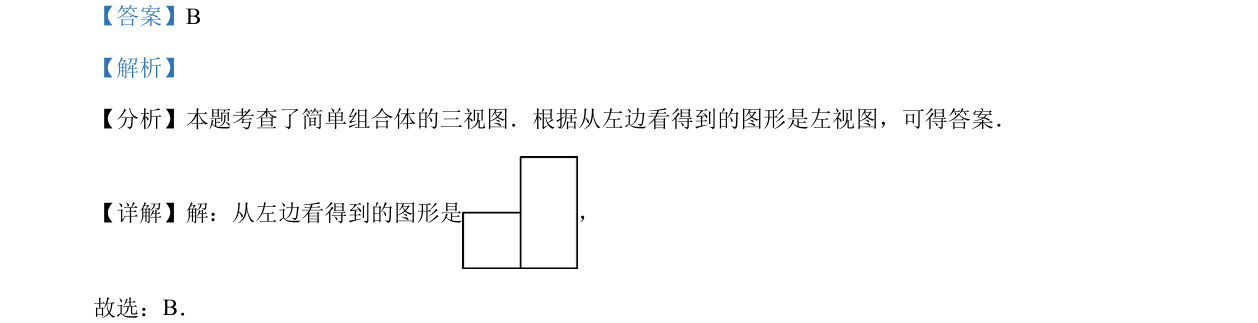 【答案】B
【解析】
【分析】本题考查了简单组合体的三视图．根据从左边看得到的图形是左视图，可得答案．
【详解】解：从左边看得到的图形是，
故选：B．